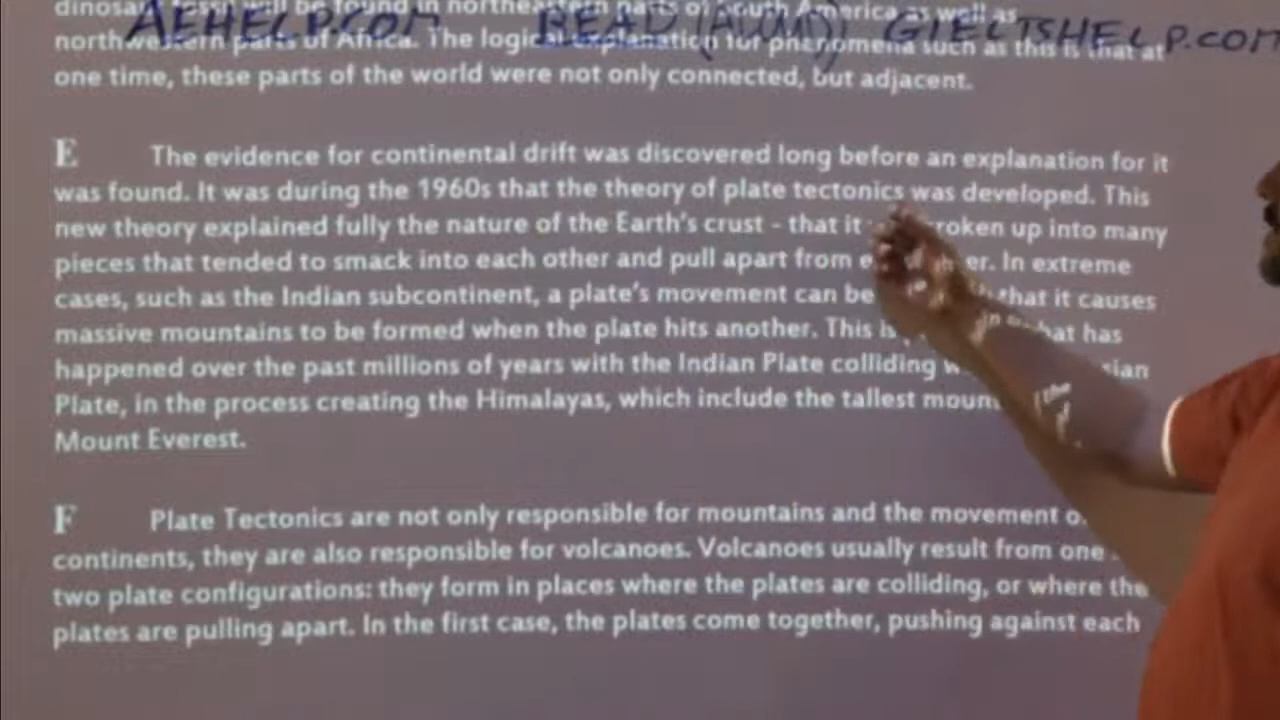 AEHELP.COM BEAD (ADRIAN) GIELTSHELP.COM
dinosaur fossil will be found in northeastern parts of South America as well as
northwestern parts of Africa. The logical explanation for phenomena such as this is that at
one time, these parts of the world were not only connected, but adjacent.
E The evidence for continental drift was discovered long before an explanation for it
was found. It was during the 1960s that the theory of plate tectonics was developed. This
new theory explained fully the nature of the Earth's crust - that it roken up into many
pieces that tended to smack into each other and pull apart from e er. In extreme
cases, such as the Indian subcontinent, a plate's movement can be that it causes
massive mountains to be formed when the plate hits another. This is hat has
happened over the past millions of years with the Indian Plate colliding w sian
Plate, in the process creating the Himalayas, which include the tallest moun the
Mount Everest.
F Plate Tectonics are not only responsible for mountains and the movement o
continents, they are also responsible for volcanoes. Volcanoes usually result from one
two plate configurations: they form in places where the plates are colliding, or where the
plates are pulling apart. In the first case, the plates come together, pushing against each